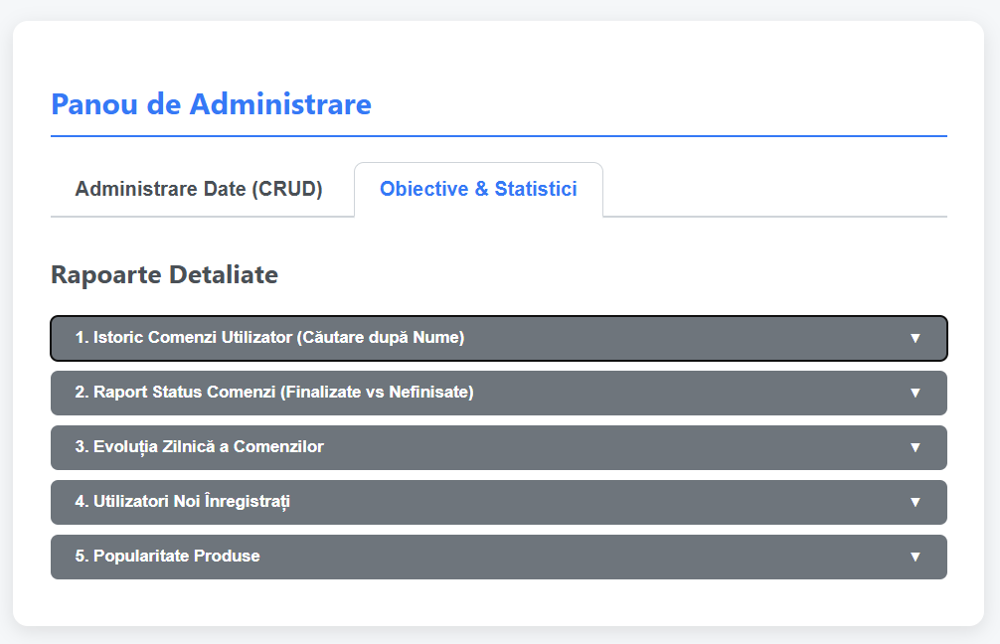 Panou de Administrare
Administrare Date (CRUD)
Obiective & Statistici
Rapoarte Detaliate
1. Istoric Comenzi Utilizator (Căutare după Nume) ▼
2. Raport Status Comenzi (Finalizate vs Nefinisate) ▼
3. Evoluția Zilnică a Comenzilor ▼
4. Utilizatori Noi Înregistrați ▼
5. Popularitate Produse ▼